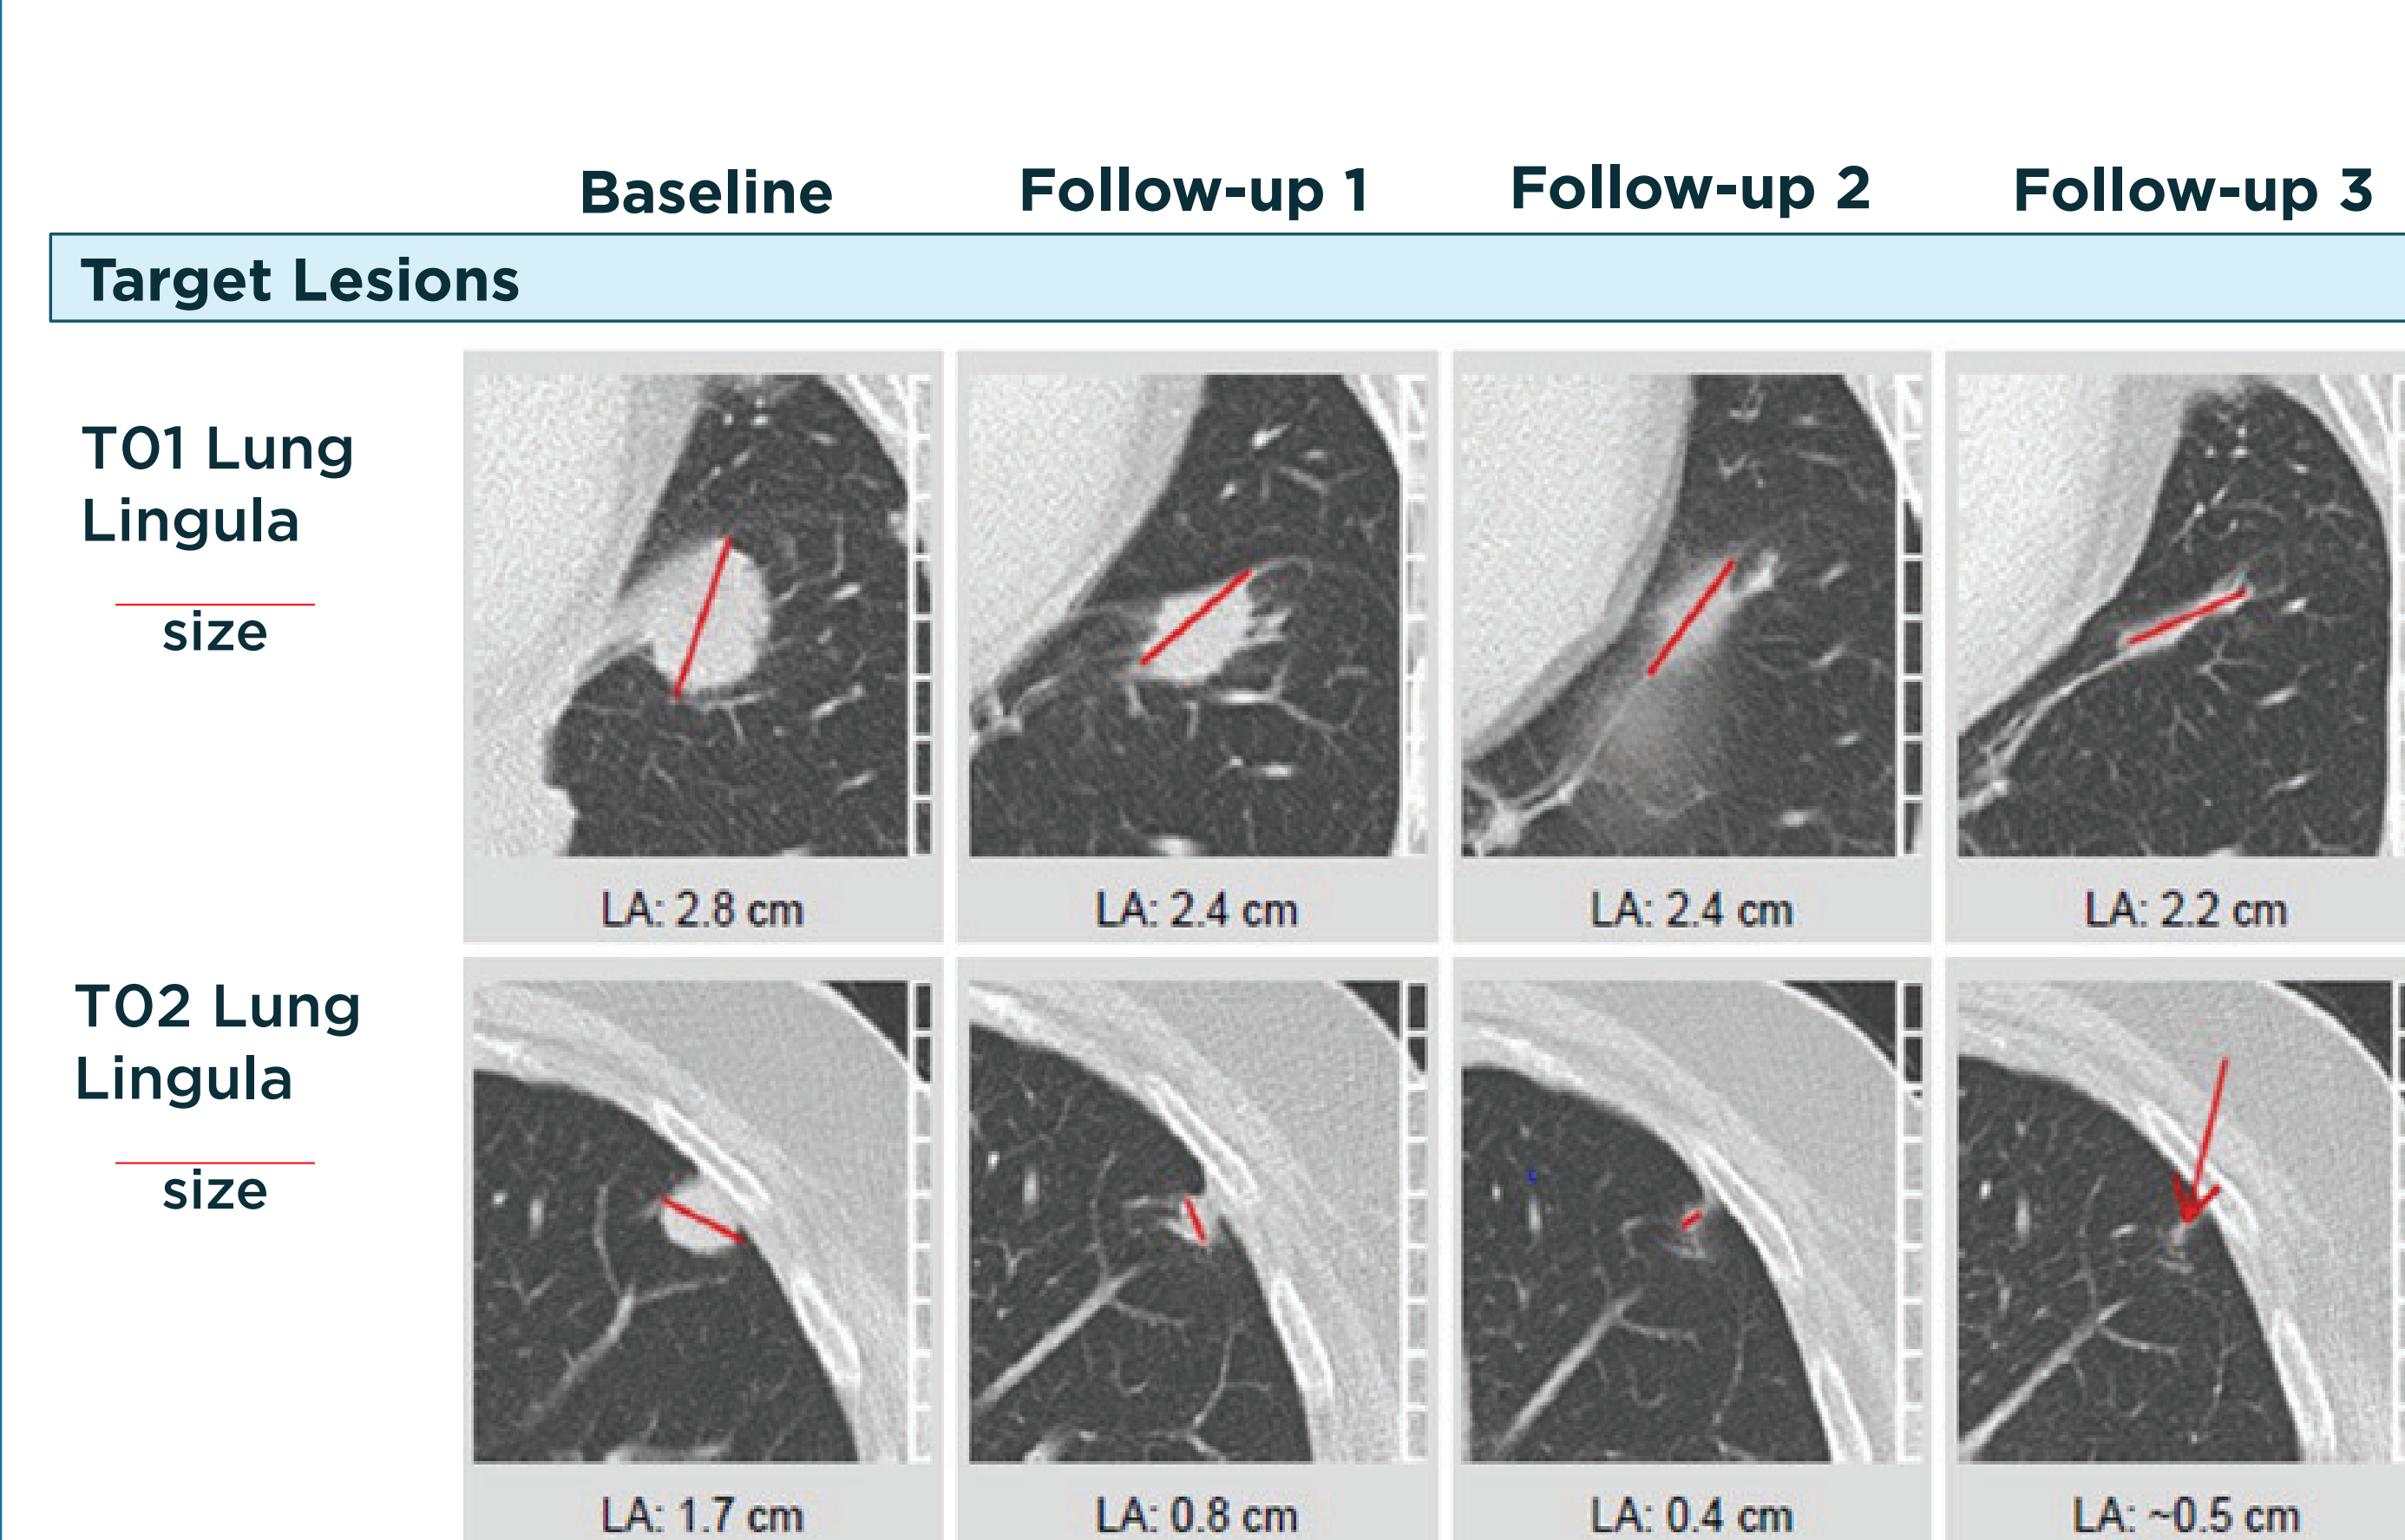 Baseline Follow-up 1 Follow-up 2 Follow-up 3
Target Lesions
T01 Lung
Lingula
size
LA: 2.8 cm LA: 2.4 cm LA: 2.4 cm LA: 2.2 cm
T02 Lung
Lingula
size
LA: 1.7 cm LA: 0.8 cm LA: 0.4 cm LA: ~0.5 cm